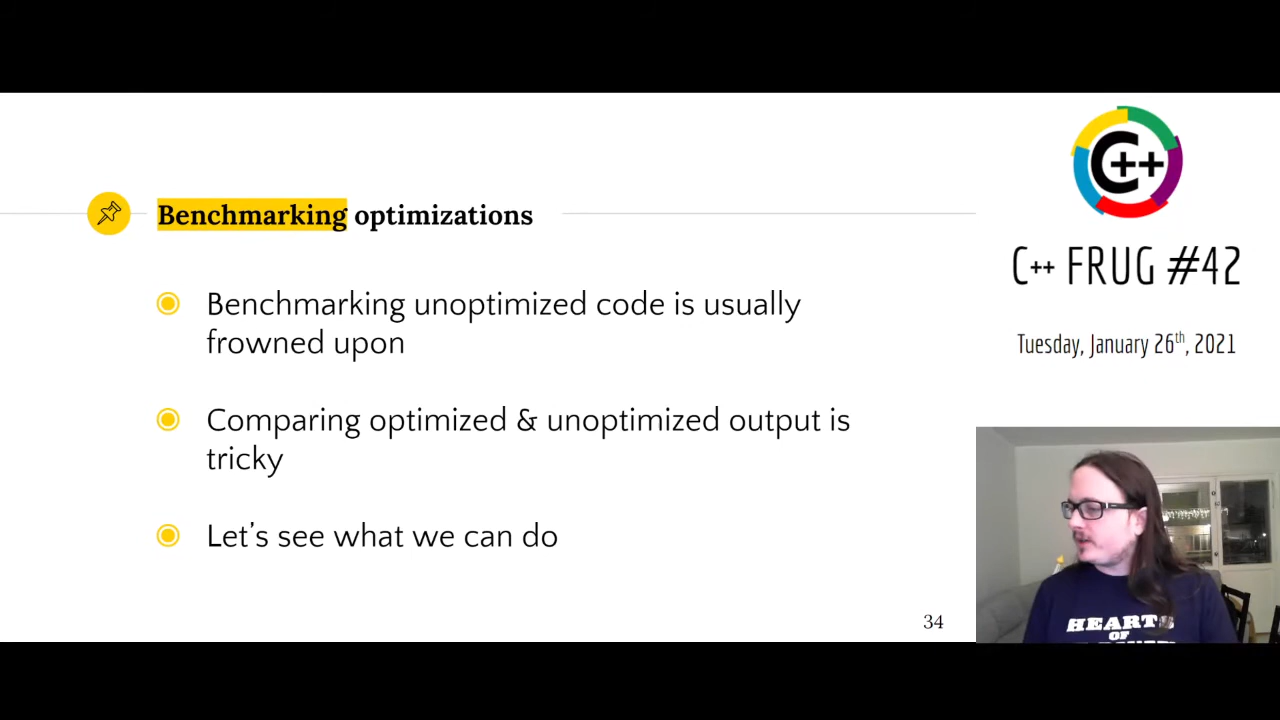 Benchmarking optimizations
Benchmarking unoptimized code is usually
frowned upon
Comparing optimized & unoptimized output is
tricky
Let's see what we can do
34
C++
C++ FRUG #42
Tuesday, January 26th, 2021
HEARTS
OF